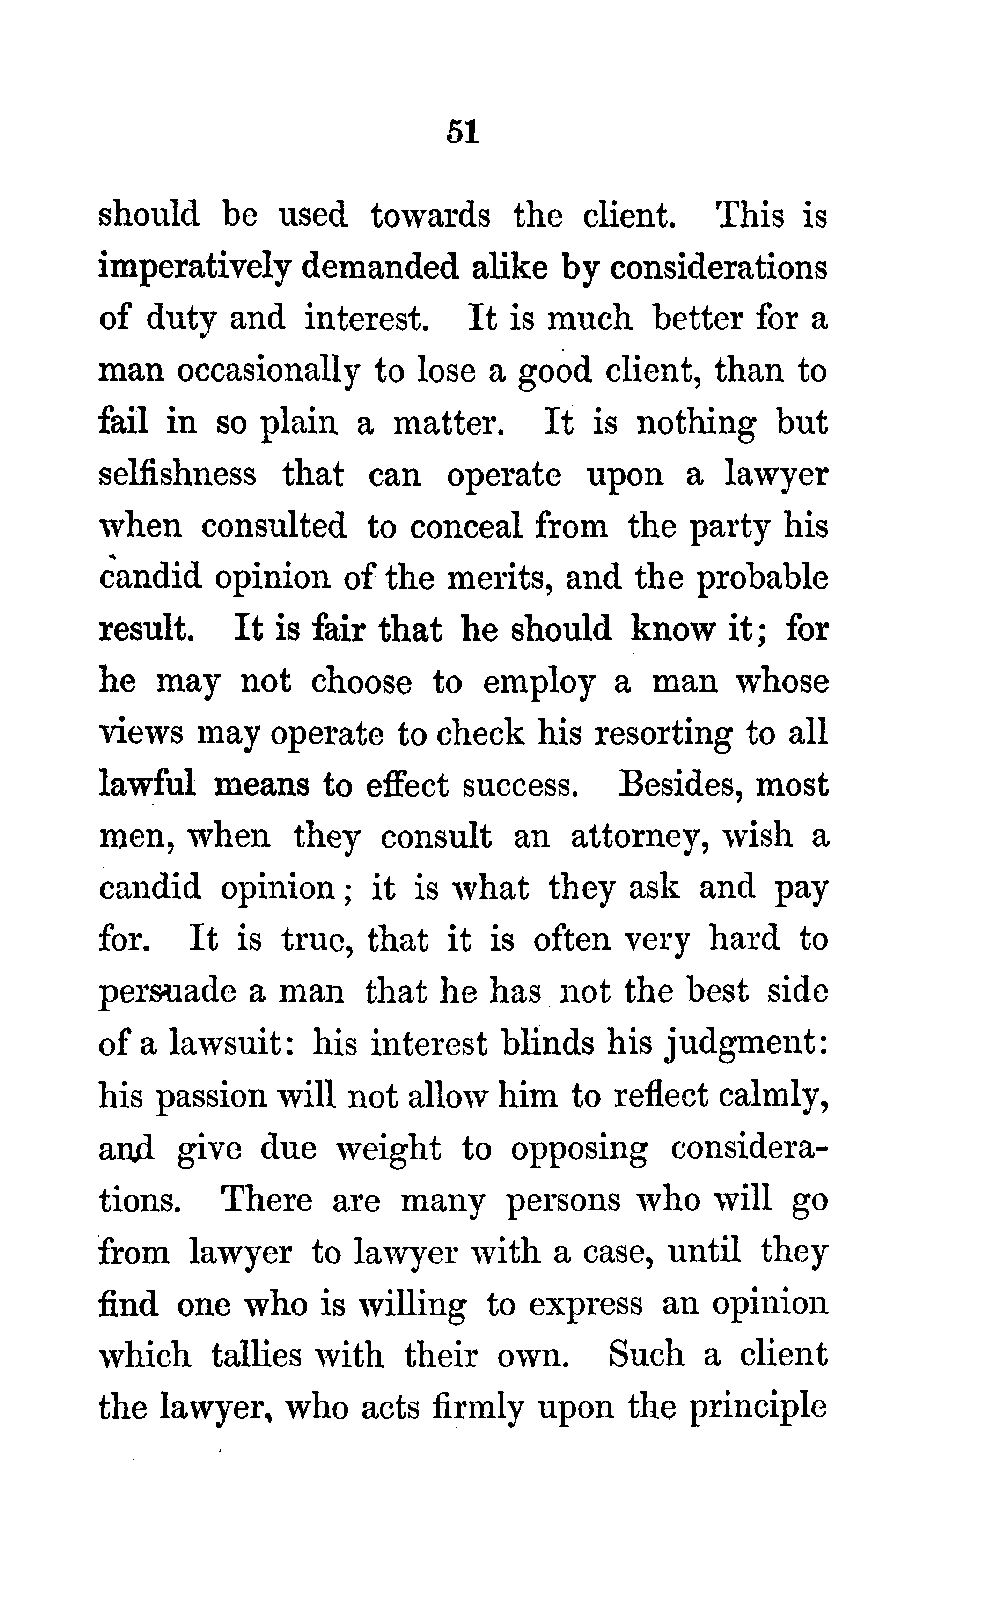 51
should be used towards the client. This is
imperatively demanded alike by considerations
of duty and interest. It is much better for a
man occasionally to lose a good client, than to
fail in so plain a matter. It is nothing but
selfishness that can operate upon a lawyer
when consulted to conceal from the party his
candid opinion of the merits, and the probable
result. It is fair that he should know it; for
he may not choose to employ a man whose
views may operate to check his resorting to all
lawful means to effect success. Besides, most
men, when they consult an attorney, wish a
candid opinion; it is what they ask and pay
for. It is true, that it is often very hard to
persuade a man that he has not the best side
of a lawsuit: his interest blinds his judgment:
his passion will not allow him to reflect calmly,
and give due weight to opposing considera-
tions. There are many persons who will go
from lawyer to lawyer with a case, until they
find one who is willing to express an opinion
which tallies with their own. Such a client
the lawyer, who acts firmly upon the principle